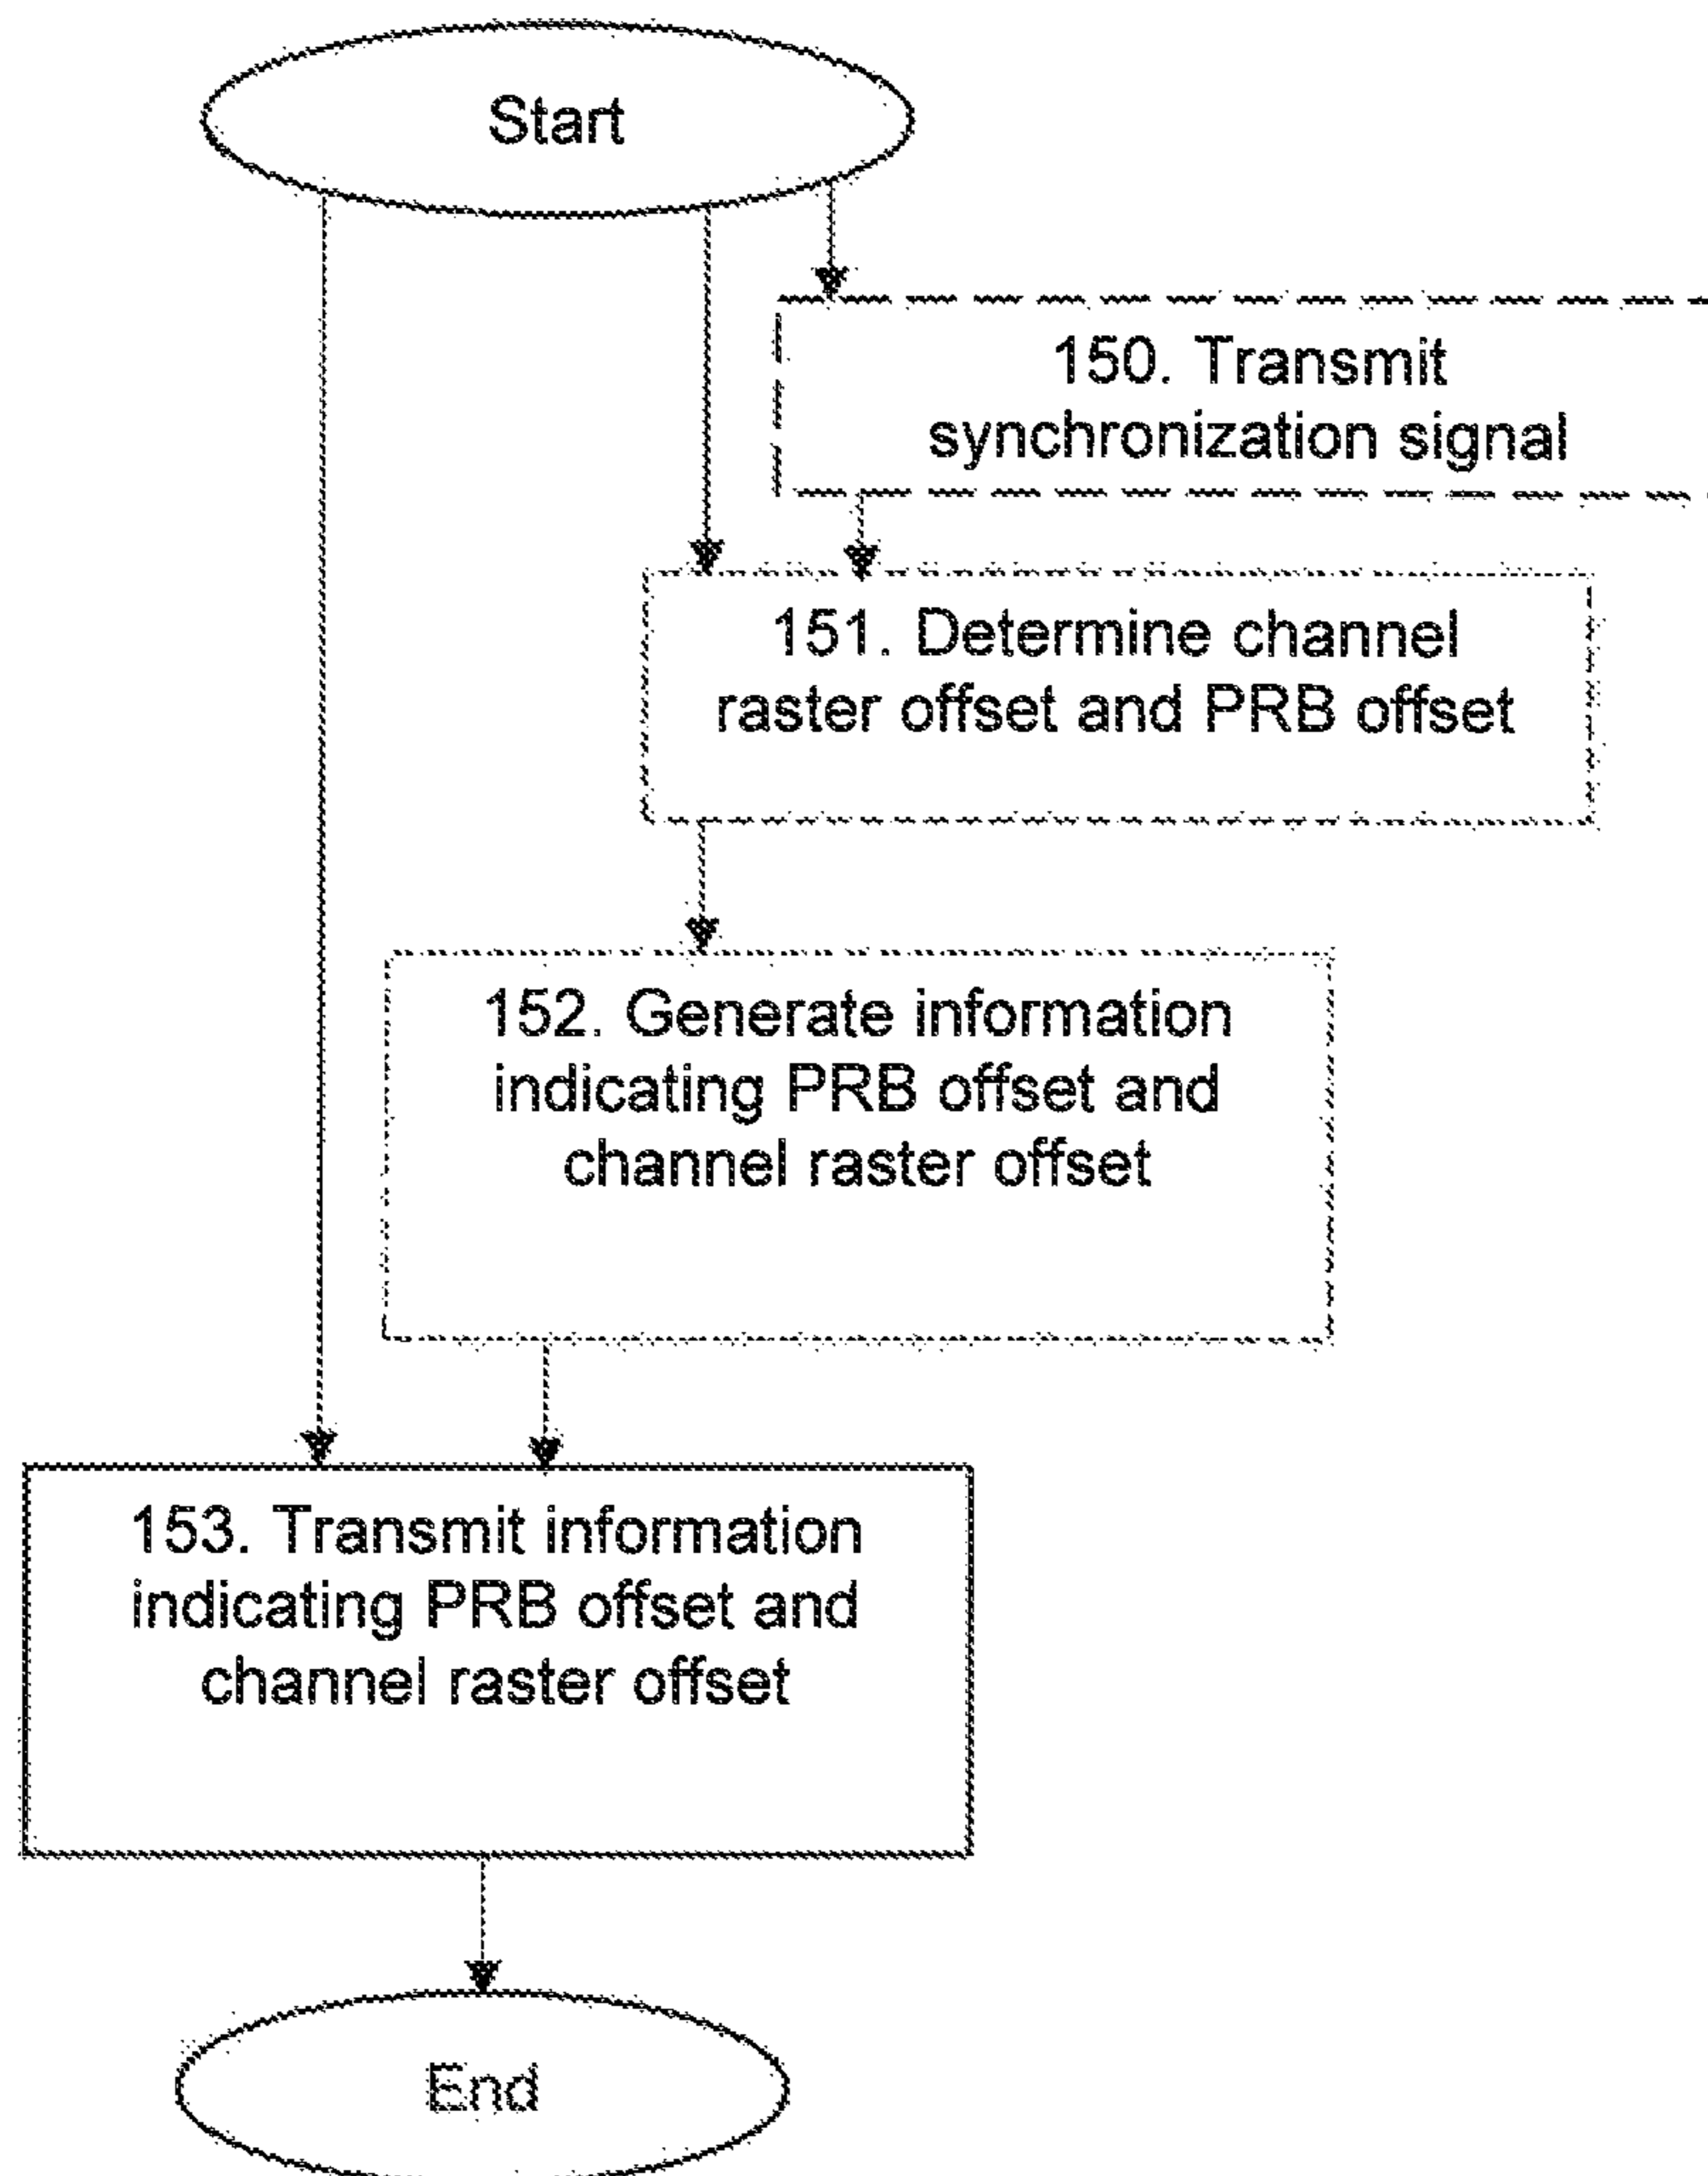 Start
150. Transmit
synchronization signal
151. Determine channel
raster offset and PRB offset
152. Generate information
indicating PRB offset and
channel raster offset
153. Transmit information
indicating PRB offset and
channel raster offset
End